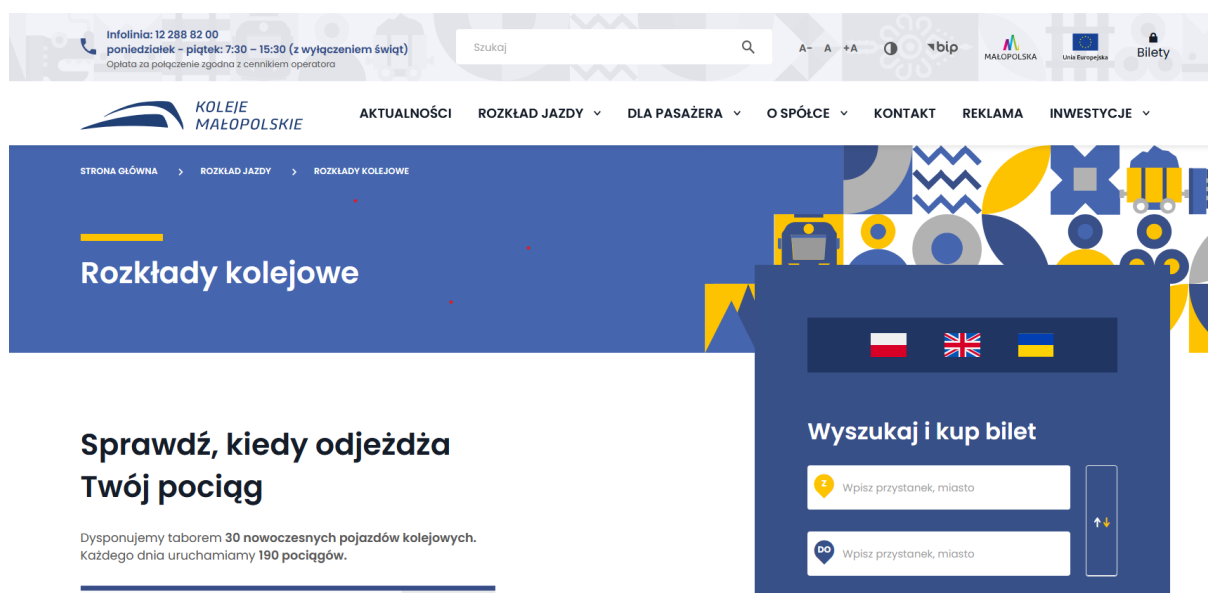 Infolinia: 12 288 82 00
poniedziałek - piątek: 7:30 – 15:30 (z wyłączeniem świąt)
Opłata za połączenie zgodna z cennikiem operatora
Szukaj
A- A +A
bip
MAŁOPOLSKA
Unia Europejska
Bilety
KOLEJE
MAŁOPOLSKIE
AKTUALNOŚCI ROZKŁAD JAZDY DLA PASAŻERA O SPÓŁCE KONTAKT REKLAMA INWESTYCJE
STRONA GŁÓWNA > ROZKŁAD JAZDY > ROZKŁADY KOLEJOWE
Rozkłady kolejowe
Sprawdź, kiedy odjeżdża
Twój pociąg
Dysponujemy taborem 30 nowoczesnych pojazdów kolejowych.
Każdego dnia uruchamiamy 190 pociągów.
Wyszukaj i kup bilet
Z Wpisz przystanek, miasto
DO Wpisz przystanek, miasto